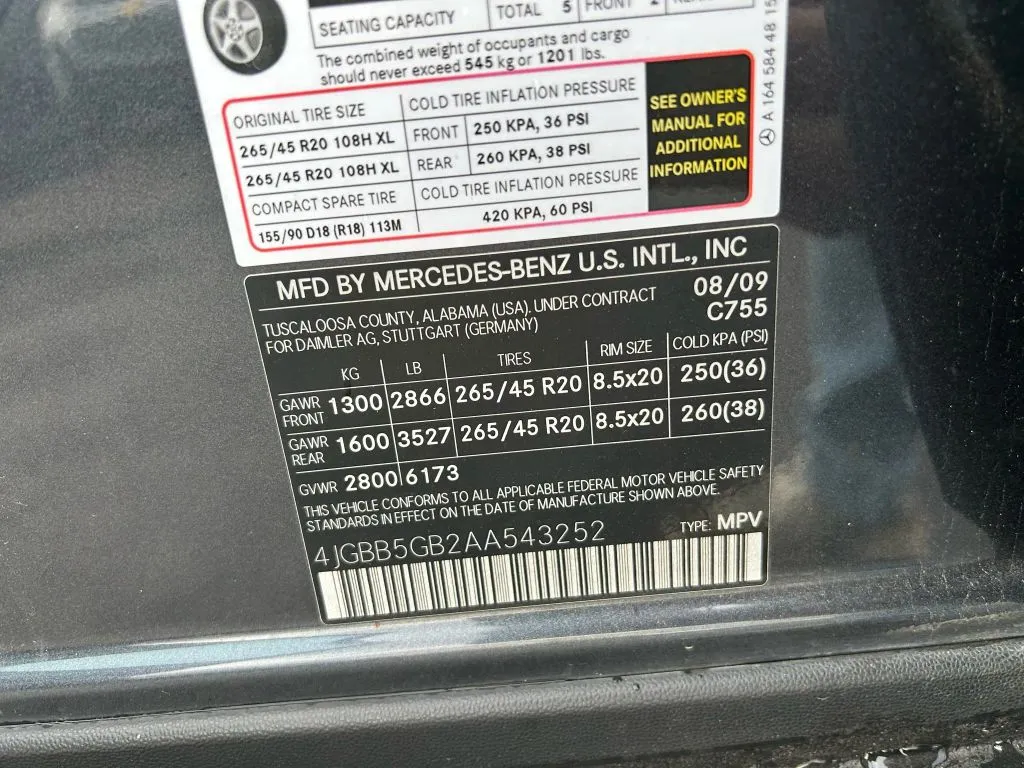 SEATING CAPACITY TOTAL 5 FRONT 2
The combined weight of occupants and cargo
should never exceed 545 kg or 1201 lbs.
ORIGINAL TIRE SIZE COLD TIRE INFLATION PRESSURE
265/45 R20 108H XL FRONT 250 KPA, 36 PSI
265/45 R20 108H XL REAR 260 KPA, 38 PSI
COMPACT SPARE TIRE COLD TIRE INFLATION PRESSURE
155/90 D18 (R18) 113M 420 KPA, 60 PSI
SEE OWNER'S
MANUAL FOR
ADDITIONAL
INFORMATION
A 164 584 48 15
MFD BY MERCEDES-BENZ U.S. INTL., INC
TUSCALOOSA COUNTY, ALABAMA (USA). UNDER CONTRACT 08/09
FOR DAIMLER AG, STUTTGART (GERMANY) C755
KG LB TIRES RIM SIZE COLD KPA (PSI)
GAWR FRONT 1300 2866 265/45 R20 8.5x20 250(36)
GAWR REAR 1600 3527 265/45 R20 8.5x20 260(38)
GVWR 2800 6173
THIS VEHICLE CONFORMS TO ALL APPLICABLE FEDERAL MOTOR VEHICLE SAFETY
STANDARDS IN EFFECT ON THE DATE OF MANUFACTURE SHOWN ABOVE.
4JGBB5GB2AA543252 TYPE: MPV